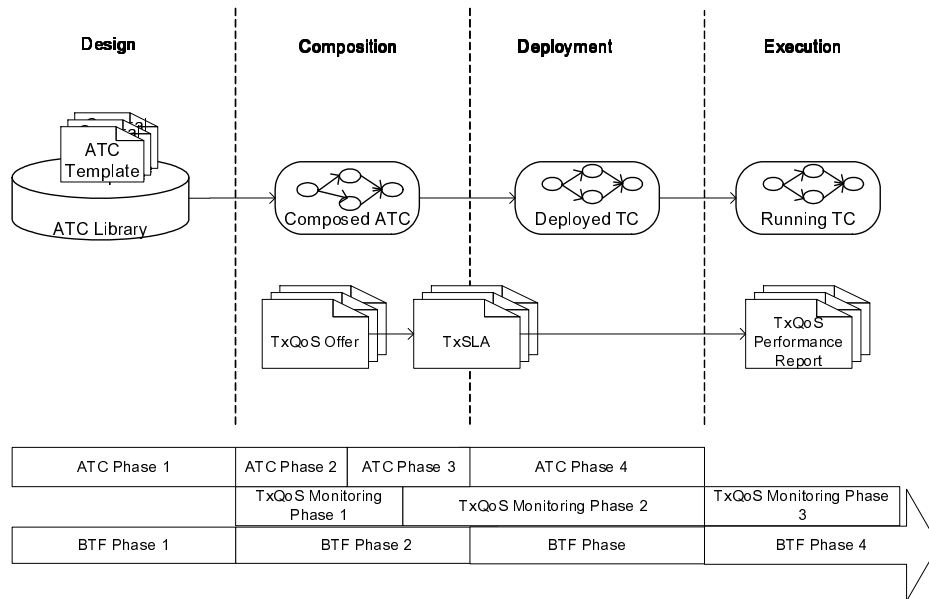 Design
Composition
Deployment
Execution
ATC
Template
ATC Library
Composed ATC
Deployed TC
Running TC
TxQoS Offer
TxSLA
TxQoS
Performance
Report
ATC Phase 1
ATC Phase 2
ATC Phase 3
ATC Phase 4
TxQoS Monitoring
Phase 1
TxQoS Monitoring Phase 2
TxQoS Monitoring Phase
3
BTF Phase 1
BTF Phase 2
BTF Phase
BTF Phase 4